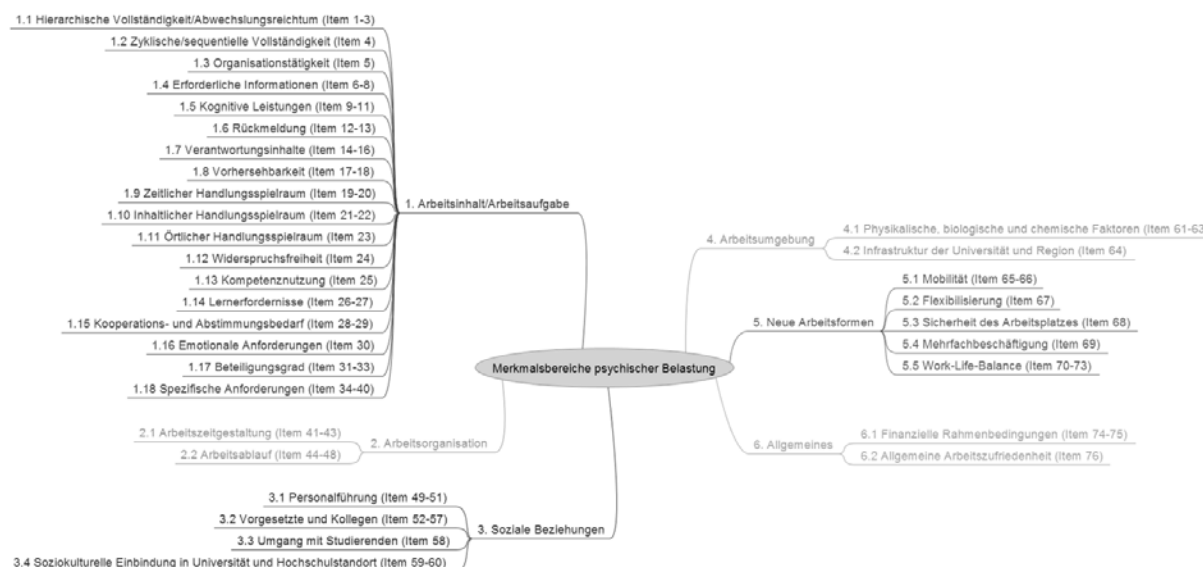 1.1 Hierarchische Vollständigkeit/Abwechslungsreichtum (Item 1-3)
1.2 Zyklische/sequentielle Vollständigkeit (Item 4)
1.3 Organisationstätigkeit (Item 5)
1.4 Erforderliche Informationen (Item 6-8)
1.5 Kognitive Leistungen (Item 9-11)
1.6 Rückmeldung (Item 12-13)
1.7 Verantwortungsinhalte (Item 14-16)
1.8 Vorhersehbarkeit (Item 17-18)
1.9 Zeitlicher Handlungsspielraum (Item 19-20)
1.10 Inhaltlicher Handlungsspielraum (Item 21-22)
1.11 Örtlicher Handlungsspielraum (Item 23)
1.12 Widerspruchsfreiheit (Item 24)
1.13 Kompetenznutzung (Item 25)
1.14 Lernerfordernisse (Item 26-27)
1.15 Kooperations- und Abstimmungsbedarf (Item 28-29)
1.16 Emotionale Anforderungen (Item 30)
1.17 Beteiligungsgrad (Item 31-33)
1.18 Spezifische Anforderungen (Item 34-40)
1. Arbeitsinhalt/Arbeitsaufgabe
2.1 Arbeitszeitgestaltung (Item 41-43)
2.2 Arbeitsablauf (Item 44-48)
2. Arbeitsorganisation
3.1 Personalführung (Item 49-51)
3.2 Vorgesetzte und Kollegen (Item 52-57)
3.3 Umgang mit Studierenden (Item 58)
3.4 Soziokulturelle Einbindung in Universität und Hochschulstandort (Item 59-60)
3. Soziale Beziehungen
Merkmalsbereiche psychischer Belastung
4. Arbeitsumgebung
4.1 Physikalische, biologische und chemische Faktoren (Item 61-63
4.2 Infrastruktur der Universität und Region (Item 64)
5. Neue Arbeitsformen
5.1 Mobilität (Item 65-66)
5.2 Flexibilisierung (Item 67)
5.3 Sicherheit des Arbeitsplatzes (Item 68)
5.4 Mehrfachbeschäftigung (Item 69)
5.5 Work-Life-Balance (Item 70-73)
6. Allgemeines
6.1 Finanzielle Rahmenbedingungen (Item 74-75)
6.2 Allgemeine Arbeitszufriedenheit (Item 76)